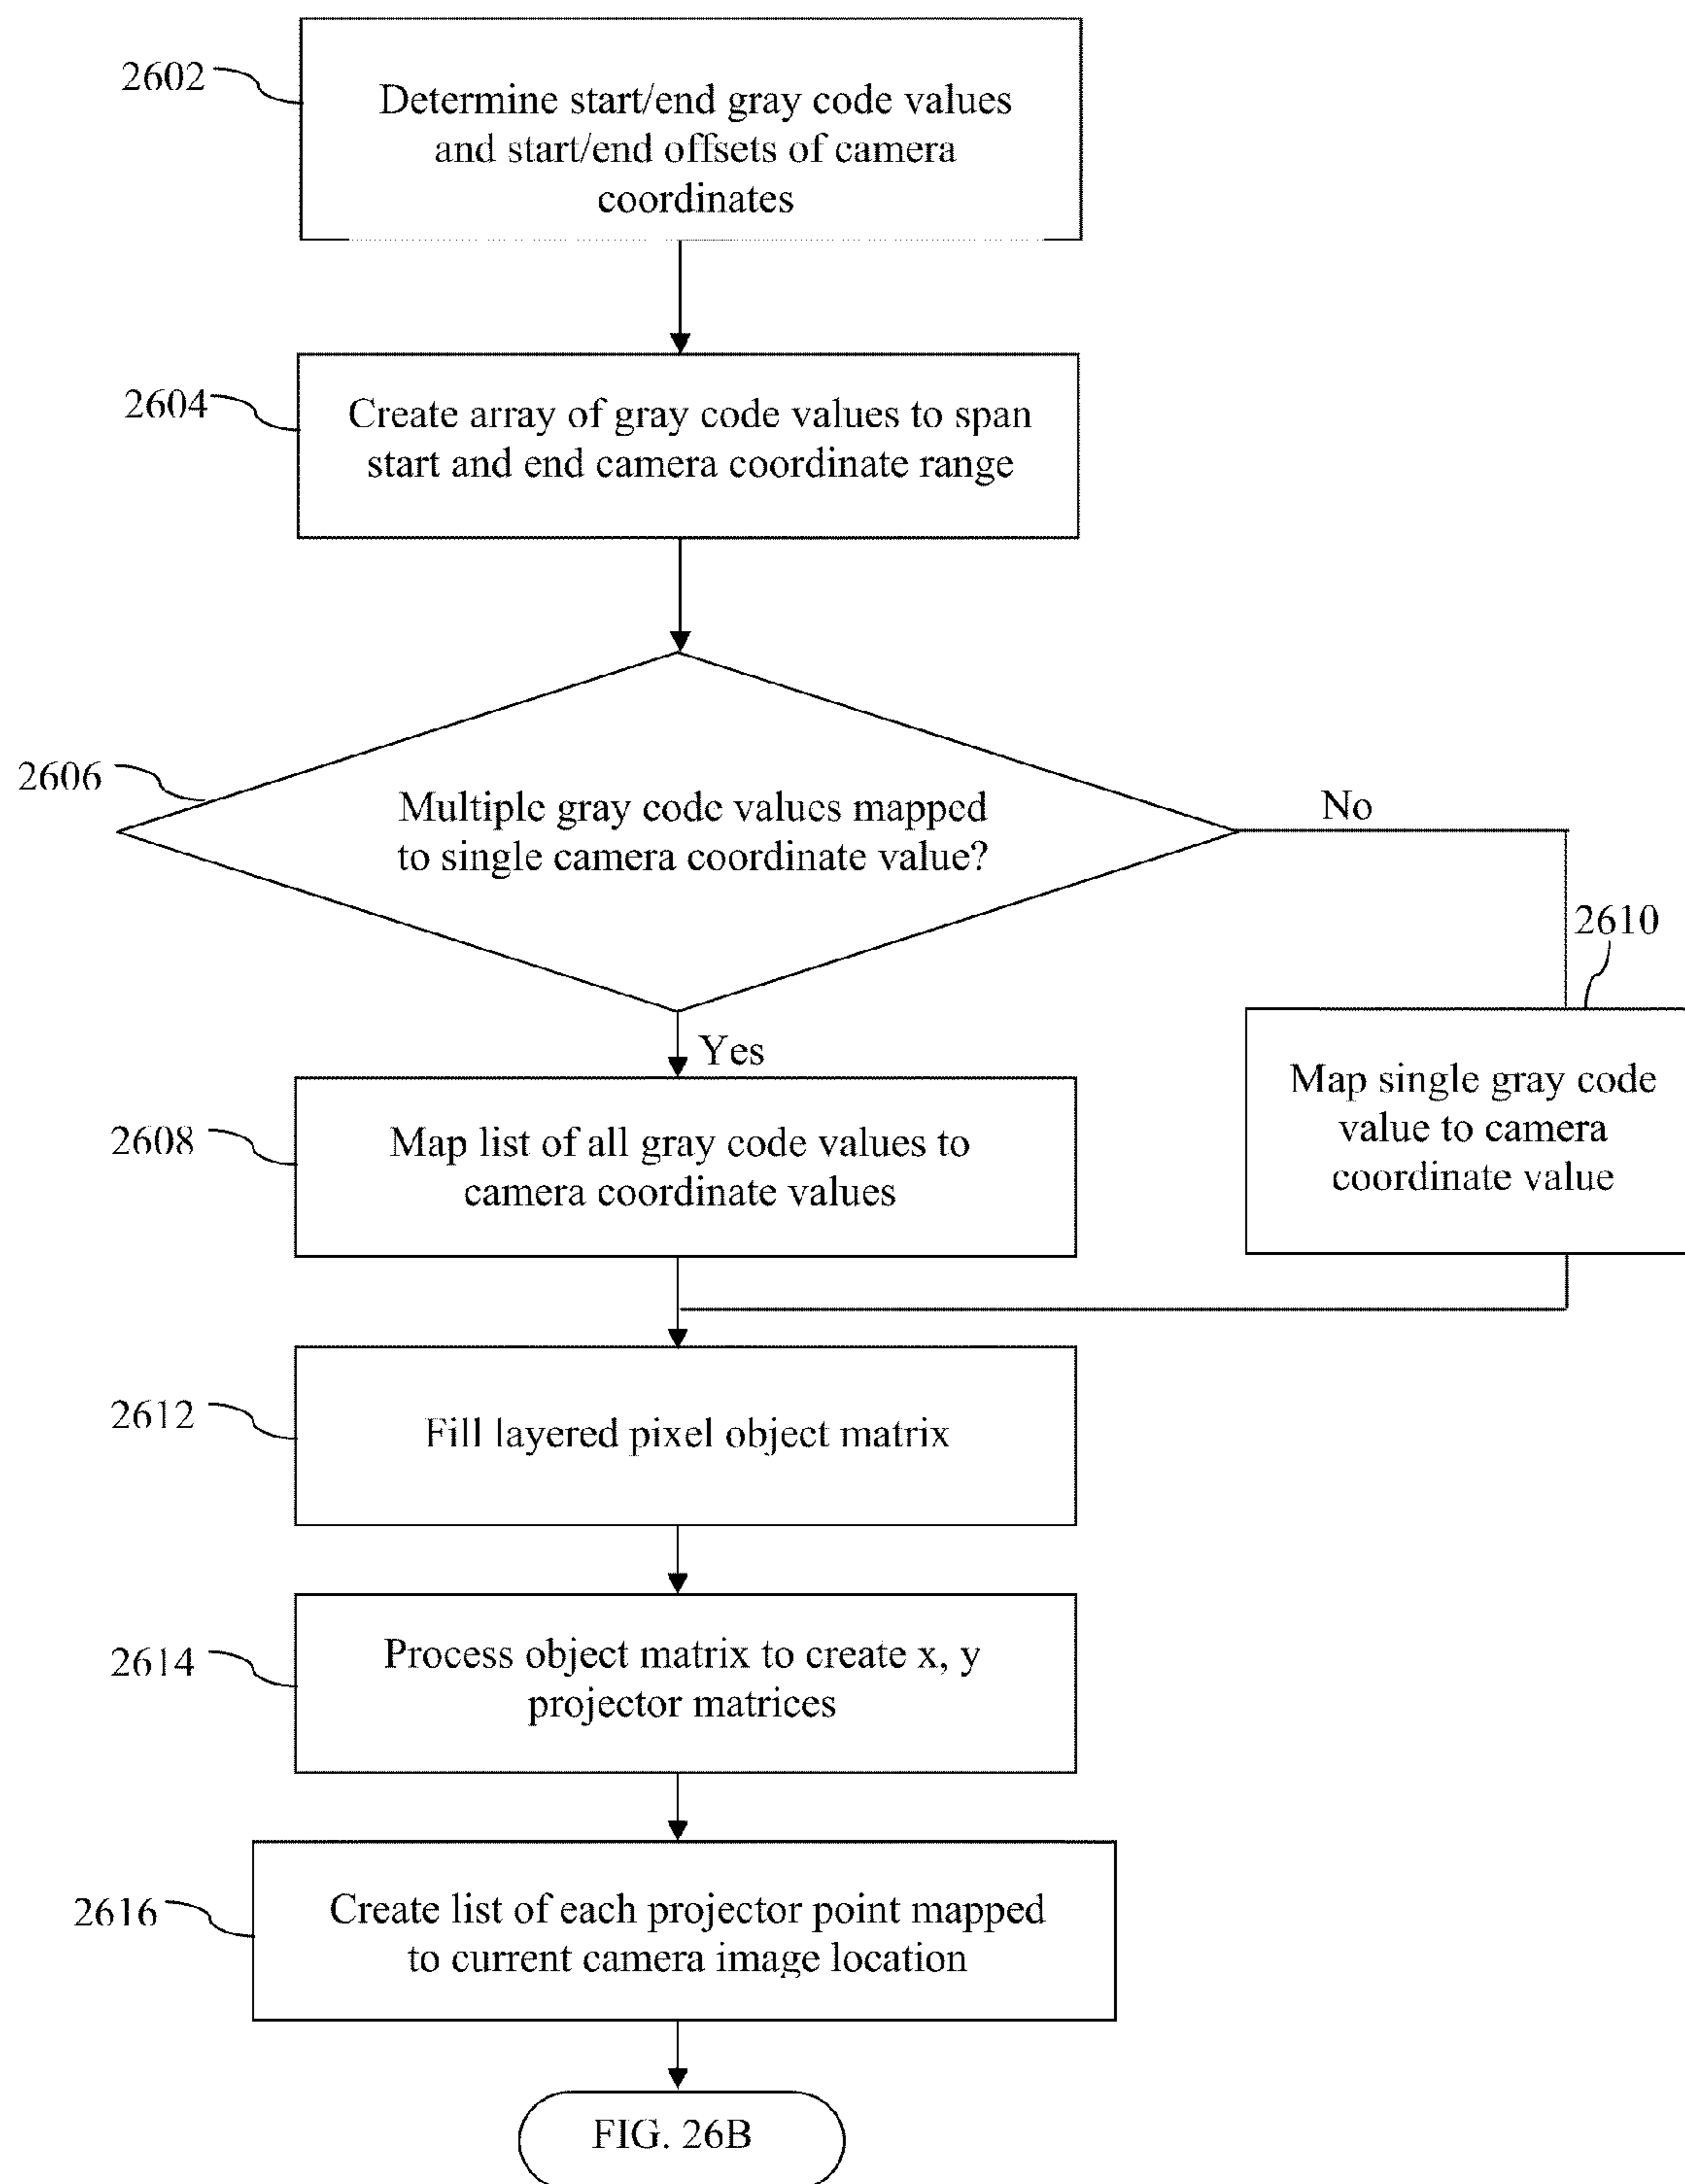 2602
Determine start/end gray code values
and start/end offsets of camera
coordinates
2604
Create array of gray code values to span
start and end camera coordinate range
2606
Multiple gray code values mapped
to single camera coordinate value?
No
2610
Yes
Map single gray code
value to camera
coordinate value
2608
Map list of all gray code values to
camera coordinate values
2612
Fill layered pixel object matrix
2614
Process object matrix to create x, y
projector matrices
2616
Create list of each projector point mapped
to current camera image location
FIG. 26B